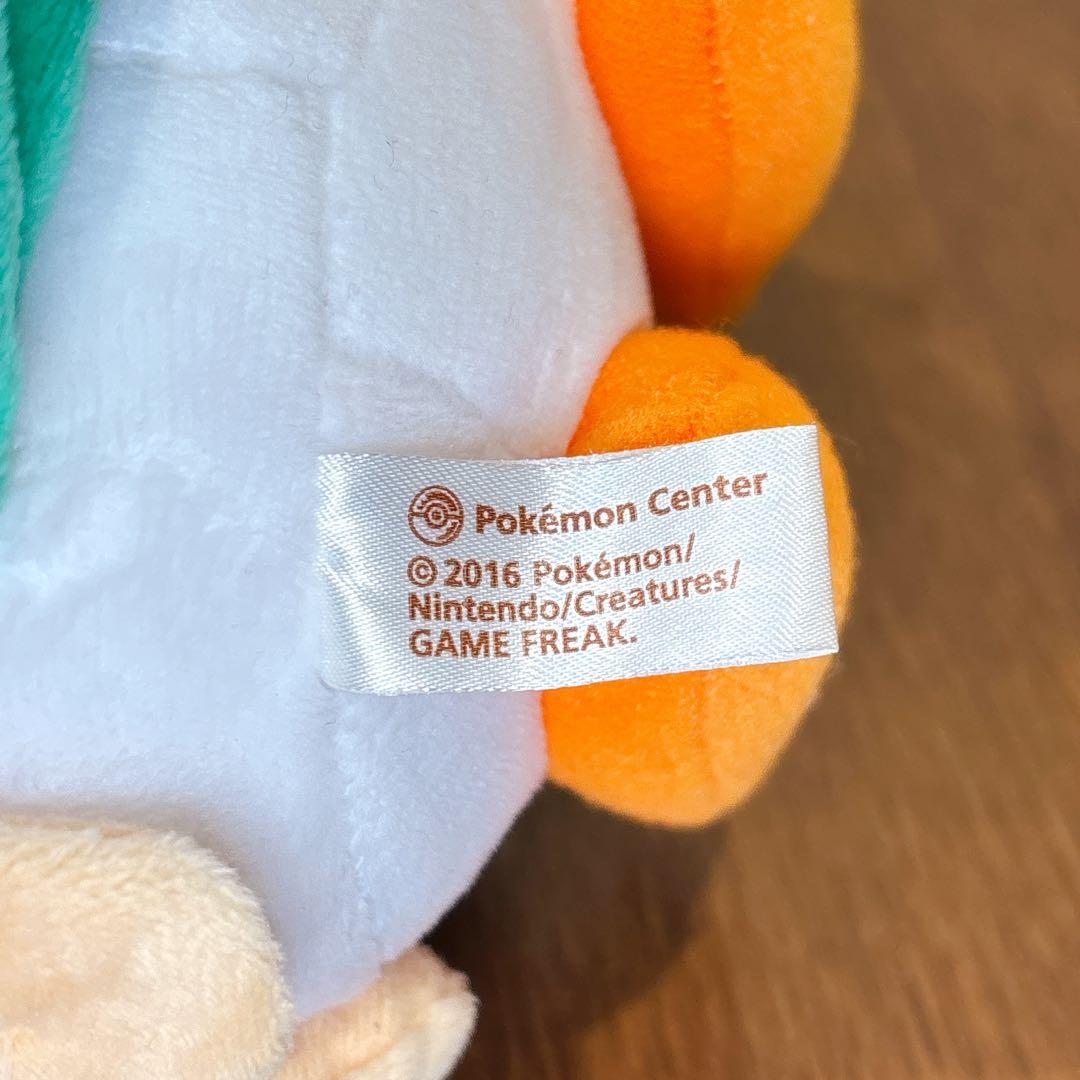 Pokémon Center
©2016 Pokémon/
Nintendo/Creatures/
GAME FREAK.